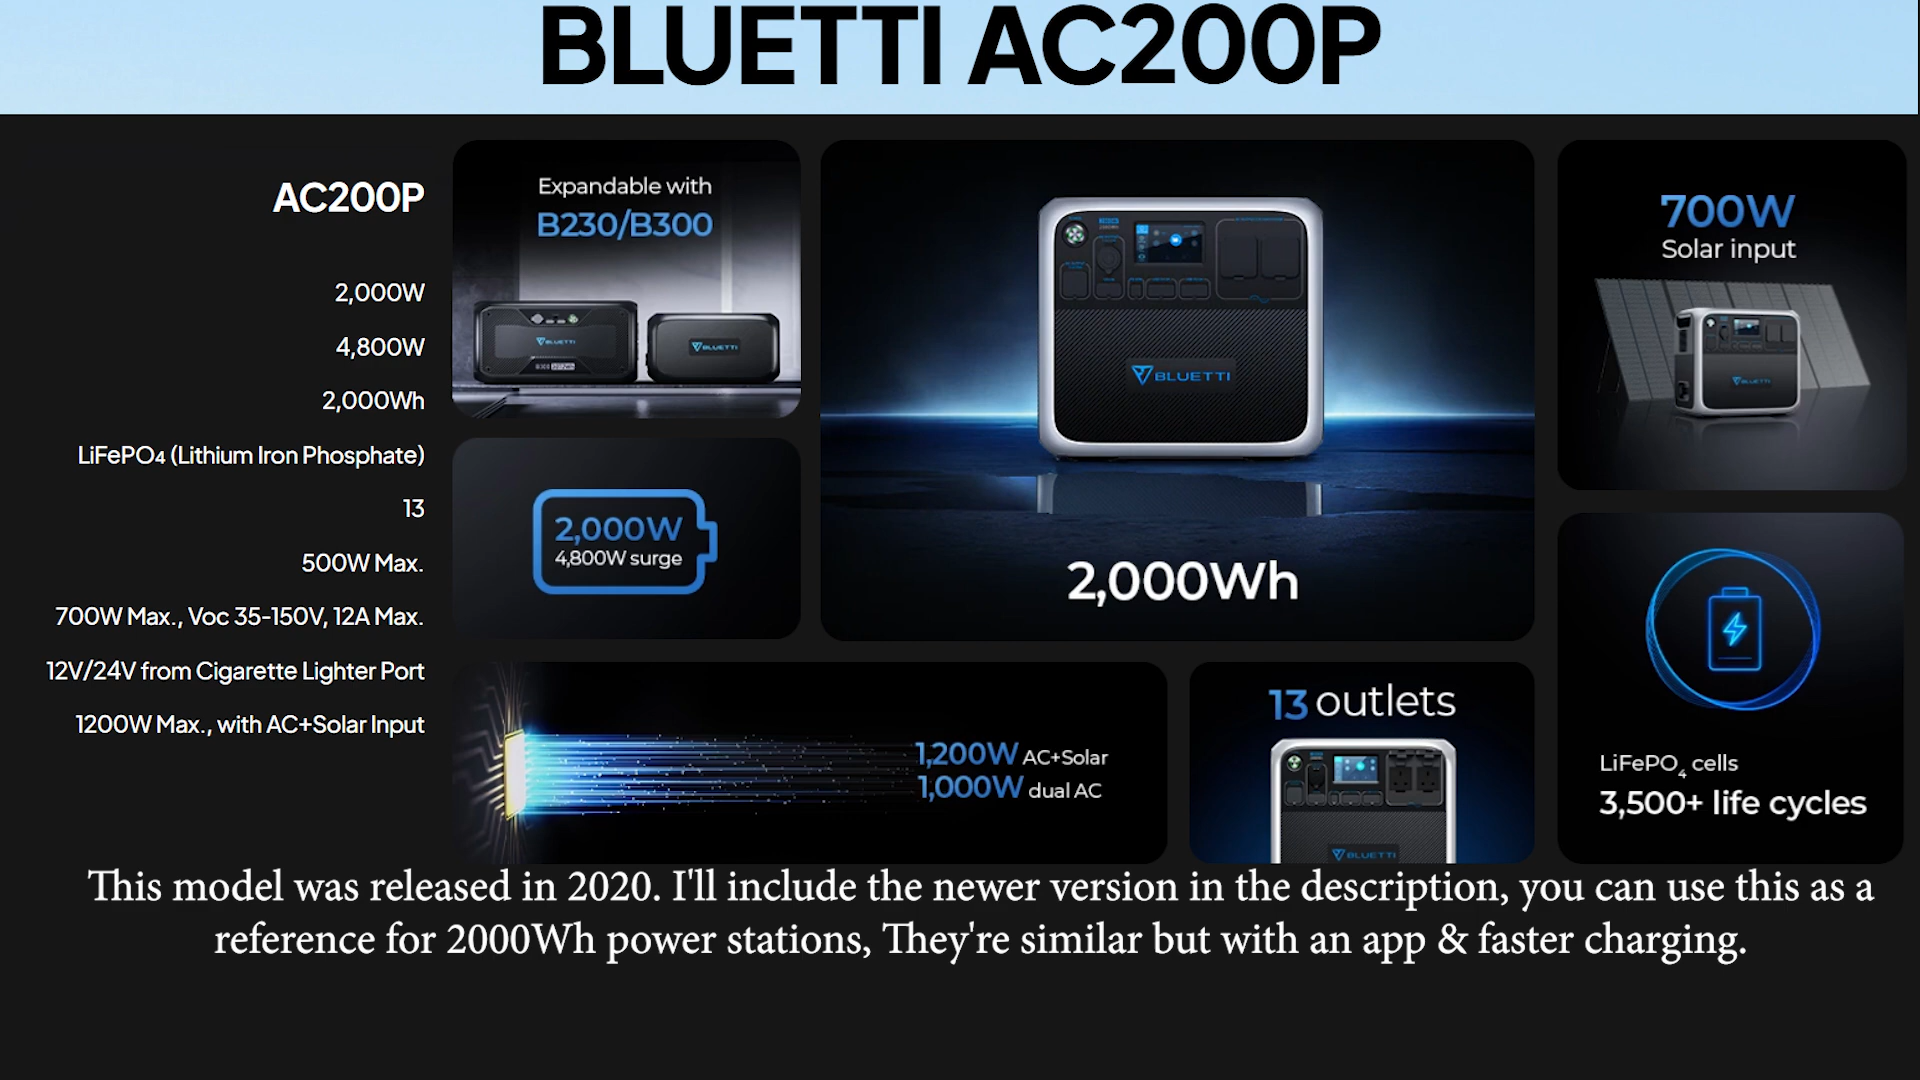 BLUETTI AC200P
AC200P
2,000W
4,800W
2,000Wh
LiFePO4 (Lithium Iron Phosphate)
13
500W Max.
700W Max., Voc 35-150V, 12A Max.
12V/24V from Cigarette Lighter Port
1200W Max., with AC+Solar Input
Expandable with
B230/B300
BLUETTI
BLUETTI
2,000W
4,800W surge
BLUETTI
2,000Wh
700W
Solar input
BLUETTI
1,200W AC+Solar
1,000W dual AC
13 outlets
BLUETTI
LiFePO4 cells
3,500+ life cycles
This model was released in 2020. I'll include the newer version in the description, you can use this as a
reference for 2000Wh power stations, They're similar but with an app & faster charging.